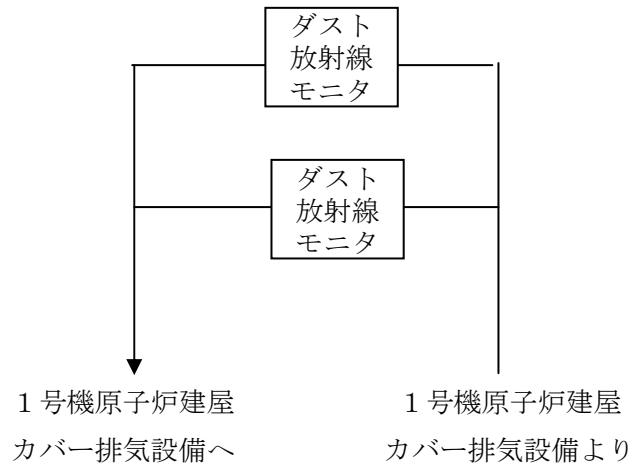 ダスト
放射線
モニタ
ダスト
放射線
モニタ
１号機原子炉建屋
カバー排気設備へ
１号機原子炉建屋
カバー排気設備より